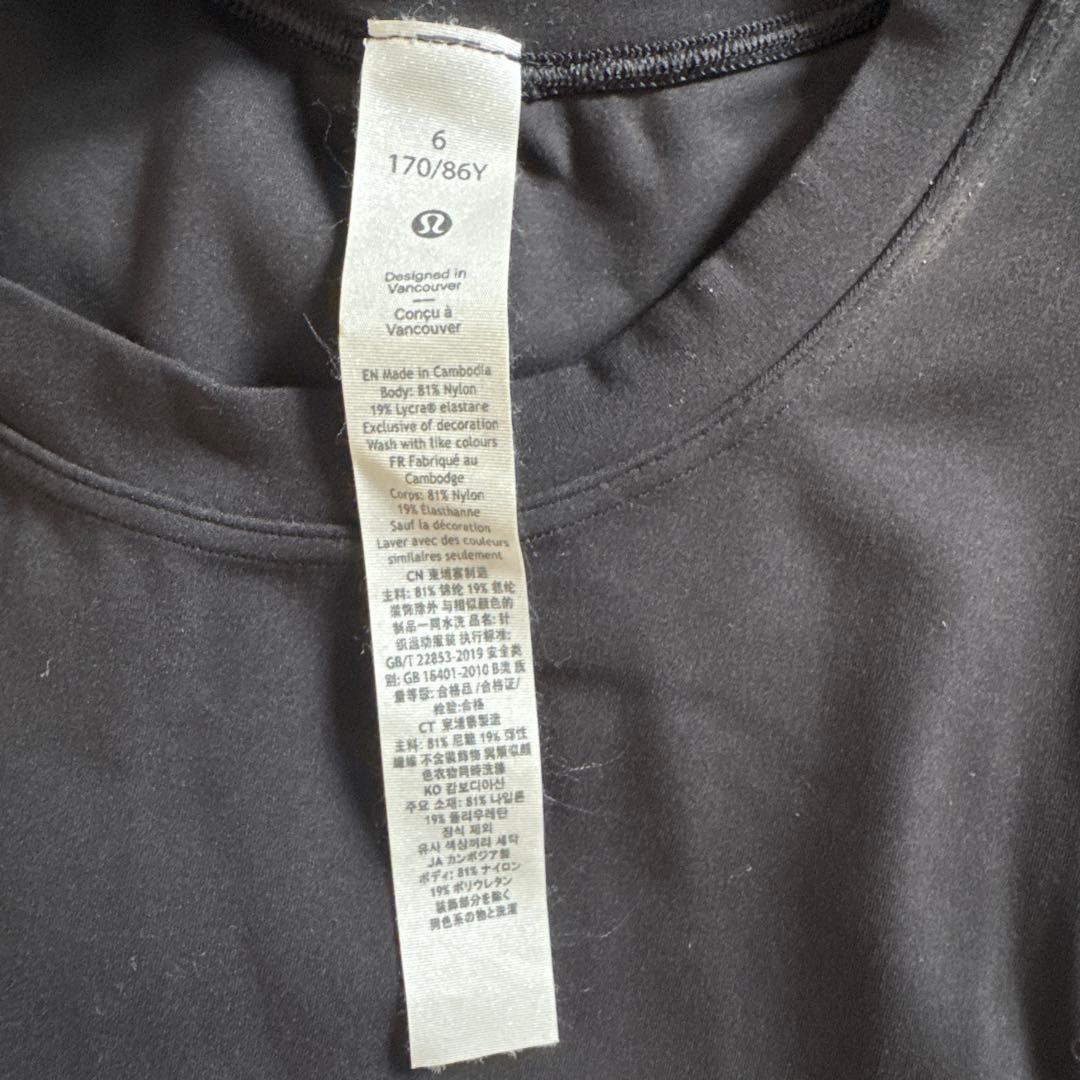 6
170/86Y
Designed in
Vancouver
Conçu à
Vancouver
EN Made in Cambodia
Body: 81% Nylon
19% Lycra® elastane
Exclusive of decoration
Wash with like colours
FR Fabriqué au
Cambodge
Corps: 81% Nylon
19% Élasthanne
Sauf la décoration
Laver avec des couleurs
similaires seulement
CN 柬埔寨制造
主料: 81% 锦纶 19% 氨纶
装饰除外 与相似颜色的
制品一同水洗 品名: 针
织运动服装 执行标准:
GB/T 22853-2019 安全类
别: GB 18401-2010 B类 质
量等级: 合格品 /合格证/
检验:合格
CT 柬埔寨製造
主料: 81% 尼龍 19% 弹性
纖維 不含裝飾物 與類似顏
色衣物同時洗滌
KO 캄보디아산
주요 소재: 81% 나일론
19% 폴리우레탄
장식 제외
유사 색상끼리 세탁
JA カンボジア製
ボディ: 81% ナイロン
19% ポリウレタン
装飾部分を除く
同色系の物と洗濯